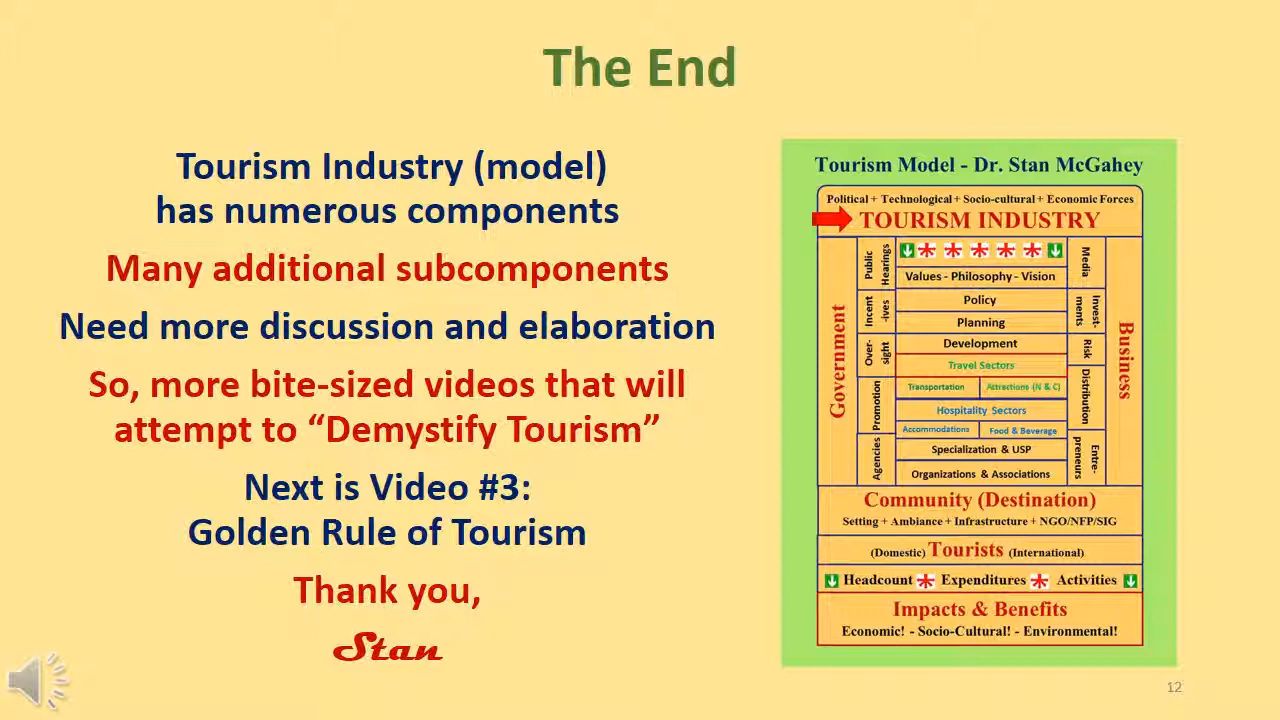 The End
Tourism Industry (model)
has numerous components
Many additional subcomponents
Need more discussion and elaboration
So, more bite-sized videos that will
attempt to “Demystify Tourism”
Next is Video #3:
Golden Rule of Tourism
Thank you,
Stan
Tourism Model - Dr. Stan McGahey
Political + Technological + Socio-cultural + Economic Forces
TOURISM INDUSTRY
Government
Public
Hearings
Incent
-ives
Over-
sight
Promotion
Agencies
Values - Philosophy - Vision
Policy
Planning
Development
Travel Sectors
Transportation
Attractions (N & C)
Hospitality Sectors
Accommodations
Food & Beverage
Specialization & USP
Organizations & Associations
Media
Invest-
ments
Risk
Distribution
Entre-
preneurs
Business
Community (Destination)
Setting + Ambiance + Infrastructure + NGO/NFP/SIG
(Domestic) Tourists (International)
Headcount Expenditures Activities
Impacts & Benefits
Economic! - Socio-Cultural! - Environmental!
12